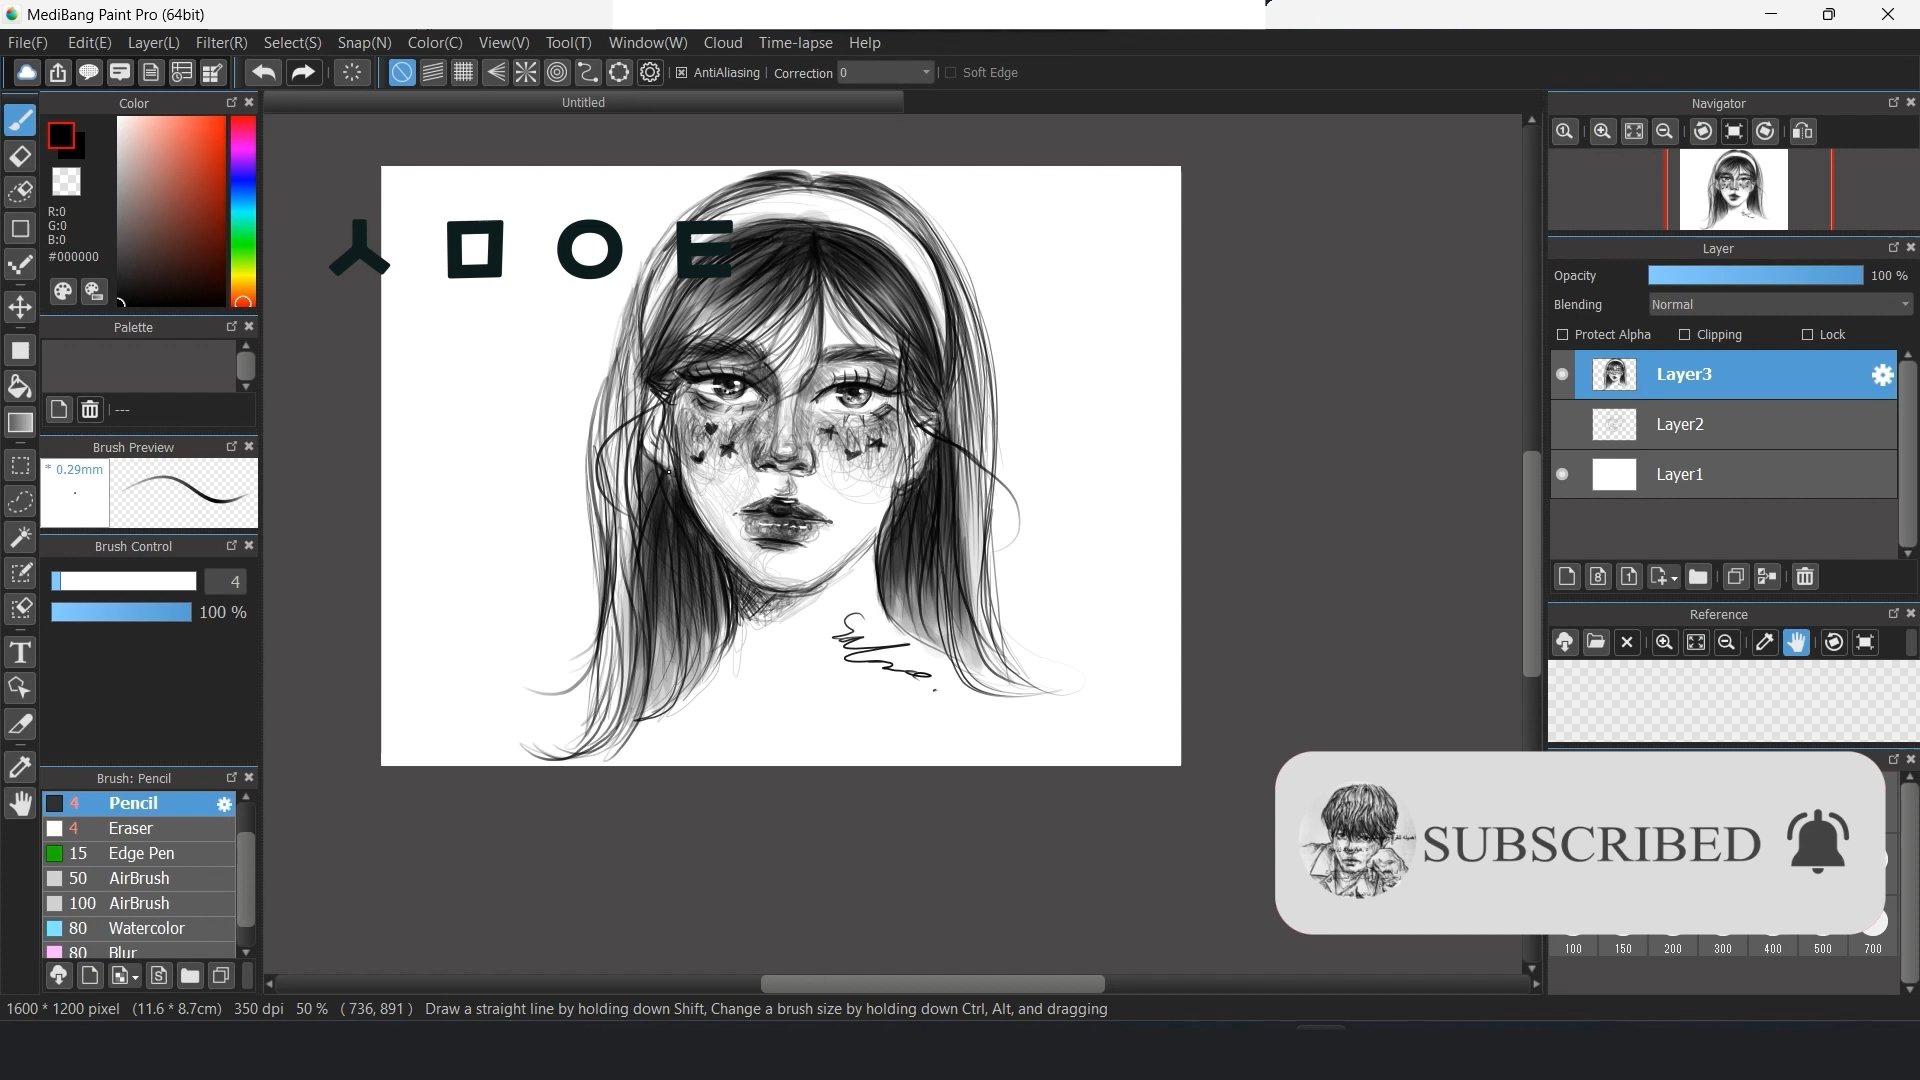 MediBang Paint Pro (64bit)
File(F) Edit(E) Layer(L) Filter(R) Select(S) Snap(N) Color(C) View(V) Tool(T) Window(W) Cloud Time-lapse Help
AntiAliasing Correction 0 Soft Edge
Color
Untitled
Navigator
R:0
G:0
B:0
#000000
Layer
Opacity 100 %
Blending Normal
Protect Alpha Clipping Lock
Layer3
Layer2
Layer1
Palette
---
Brush Preview
* 0.29mm
Brush Control
4
100 %
Reference
Brush: Pencil
4 Pencil
4 Eraser
15 Edge Pen
50 AirBrush
100 AirBrush
80 Watercolor
80 Blur
ㅅㅁㅇㅌ
SUBSCRIBED
100 150 200 300 400 500 700
1600 * 1200 pixel (11.6 * 8.7cm) 350 dpi 50 % ( 736, 891 ) Draw a straight line by holding down Shift, Change a brush size by holding down Ctrl, Alt, and dragging